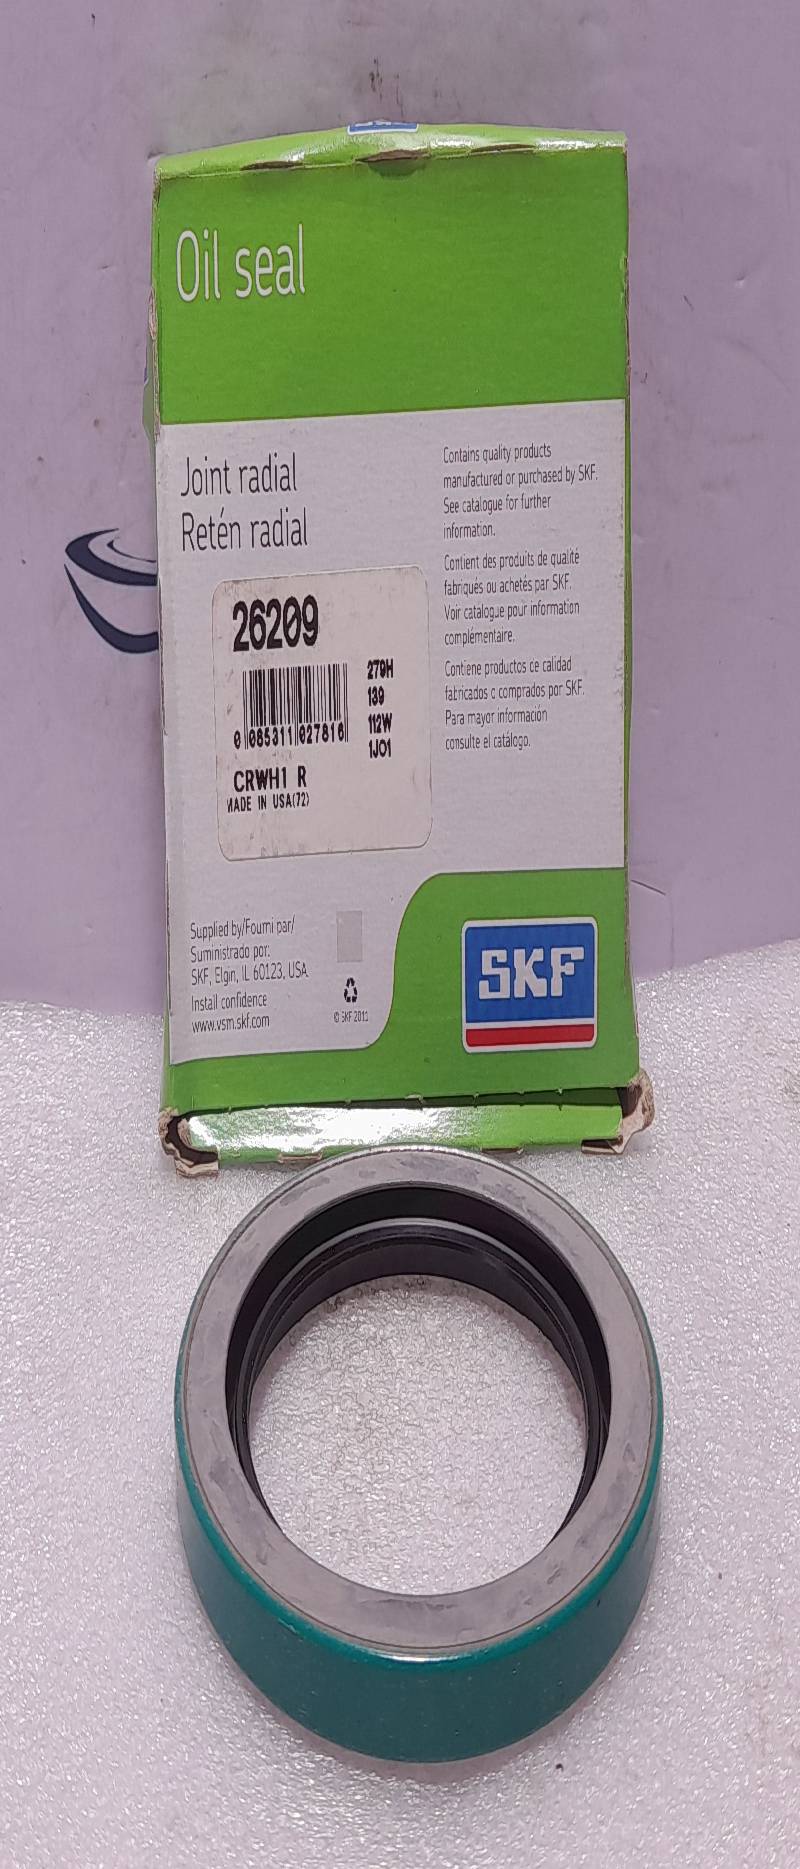 Oil seal
Joint radial
Retén radial
26209
279H
139
112W
1J01
0 085311 027816
CRWH1 R
MADE IN USA(72)
Contains quality products
manufactured or purchased by SKF.
See catalogue for further
information.
Contient des produits de qualité
fabriqués ou achetés par SKF.
Voir catalogue pour information
complémentaire.
Contiene productos de calidad
fabricados o comprados por SKF.
Para mayor información
consulte el catálogo.
Supplied by/Fourni par/
Suministrado por:
SKF, Elgin, IL 60123, USA
Install confidence
www.vsm.skf.com
© SKF 2011
SKF